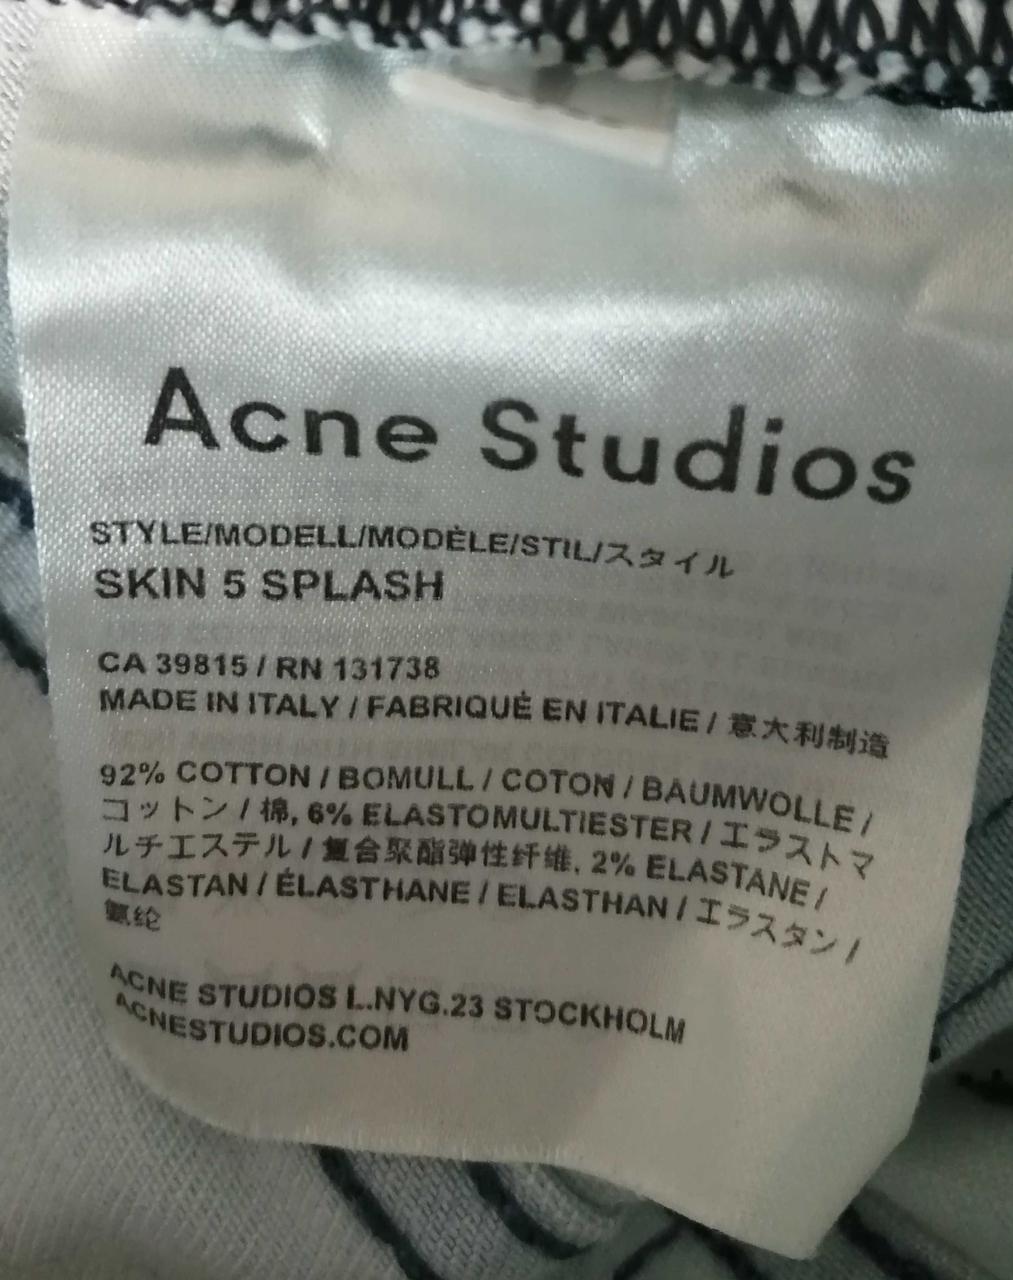 Acne Studios
STYLE/MODELL/MODÈLE/STIL/スタイル
SKIN 5 SPLASH
CA 39815 / RN 131738
MADE IN ITALY / FABRIQUÉ EN ITALIE / 意大利制造
92% COTTON / BOMULL / COTON / BAUMWOLLE /
コットン / 棉, 6% ELASTOMULTIESTER / エラストマ
ルチエステル / 复合聚酯弹性纤维, 2% ELASTANE /
ELASTAN / ÉLASTHANE / ELASTHAN / エラスタン /
氨纶
ACNE STUDIOS L.NYG.23 STOCKHOLM
ACNESTUDIOS.COM